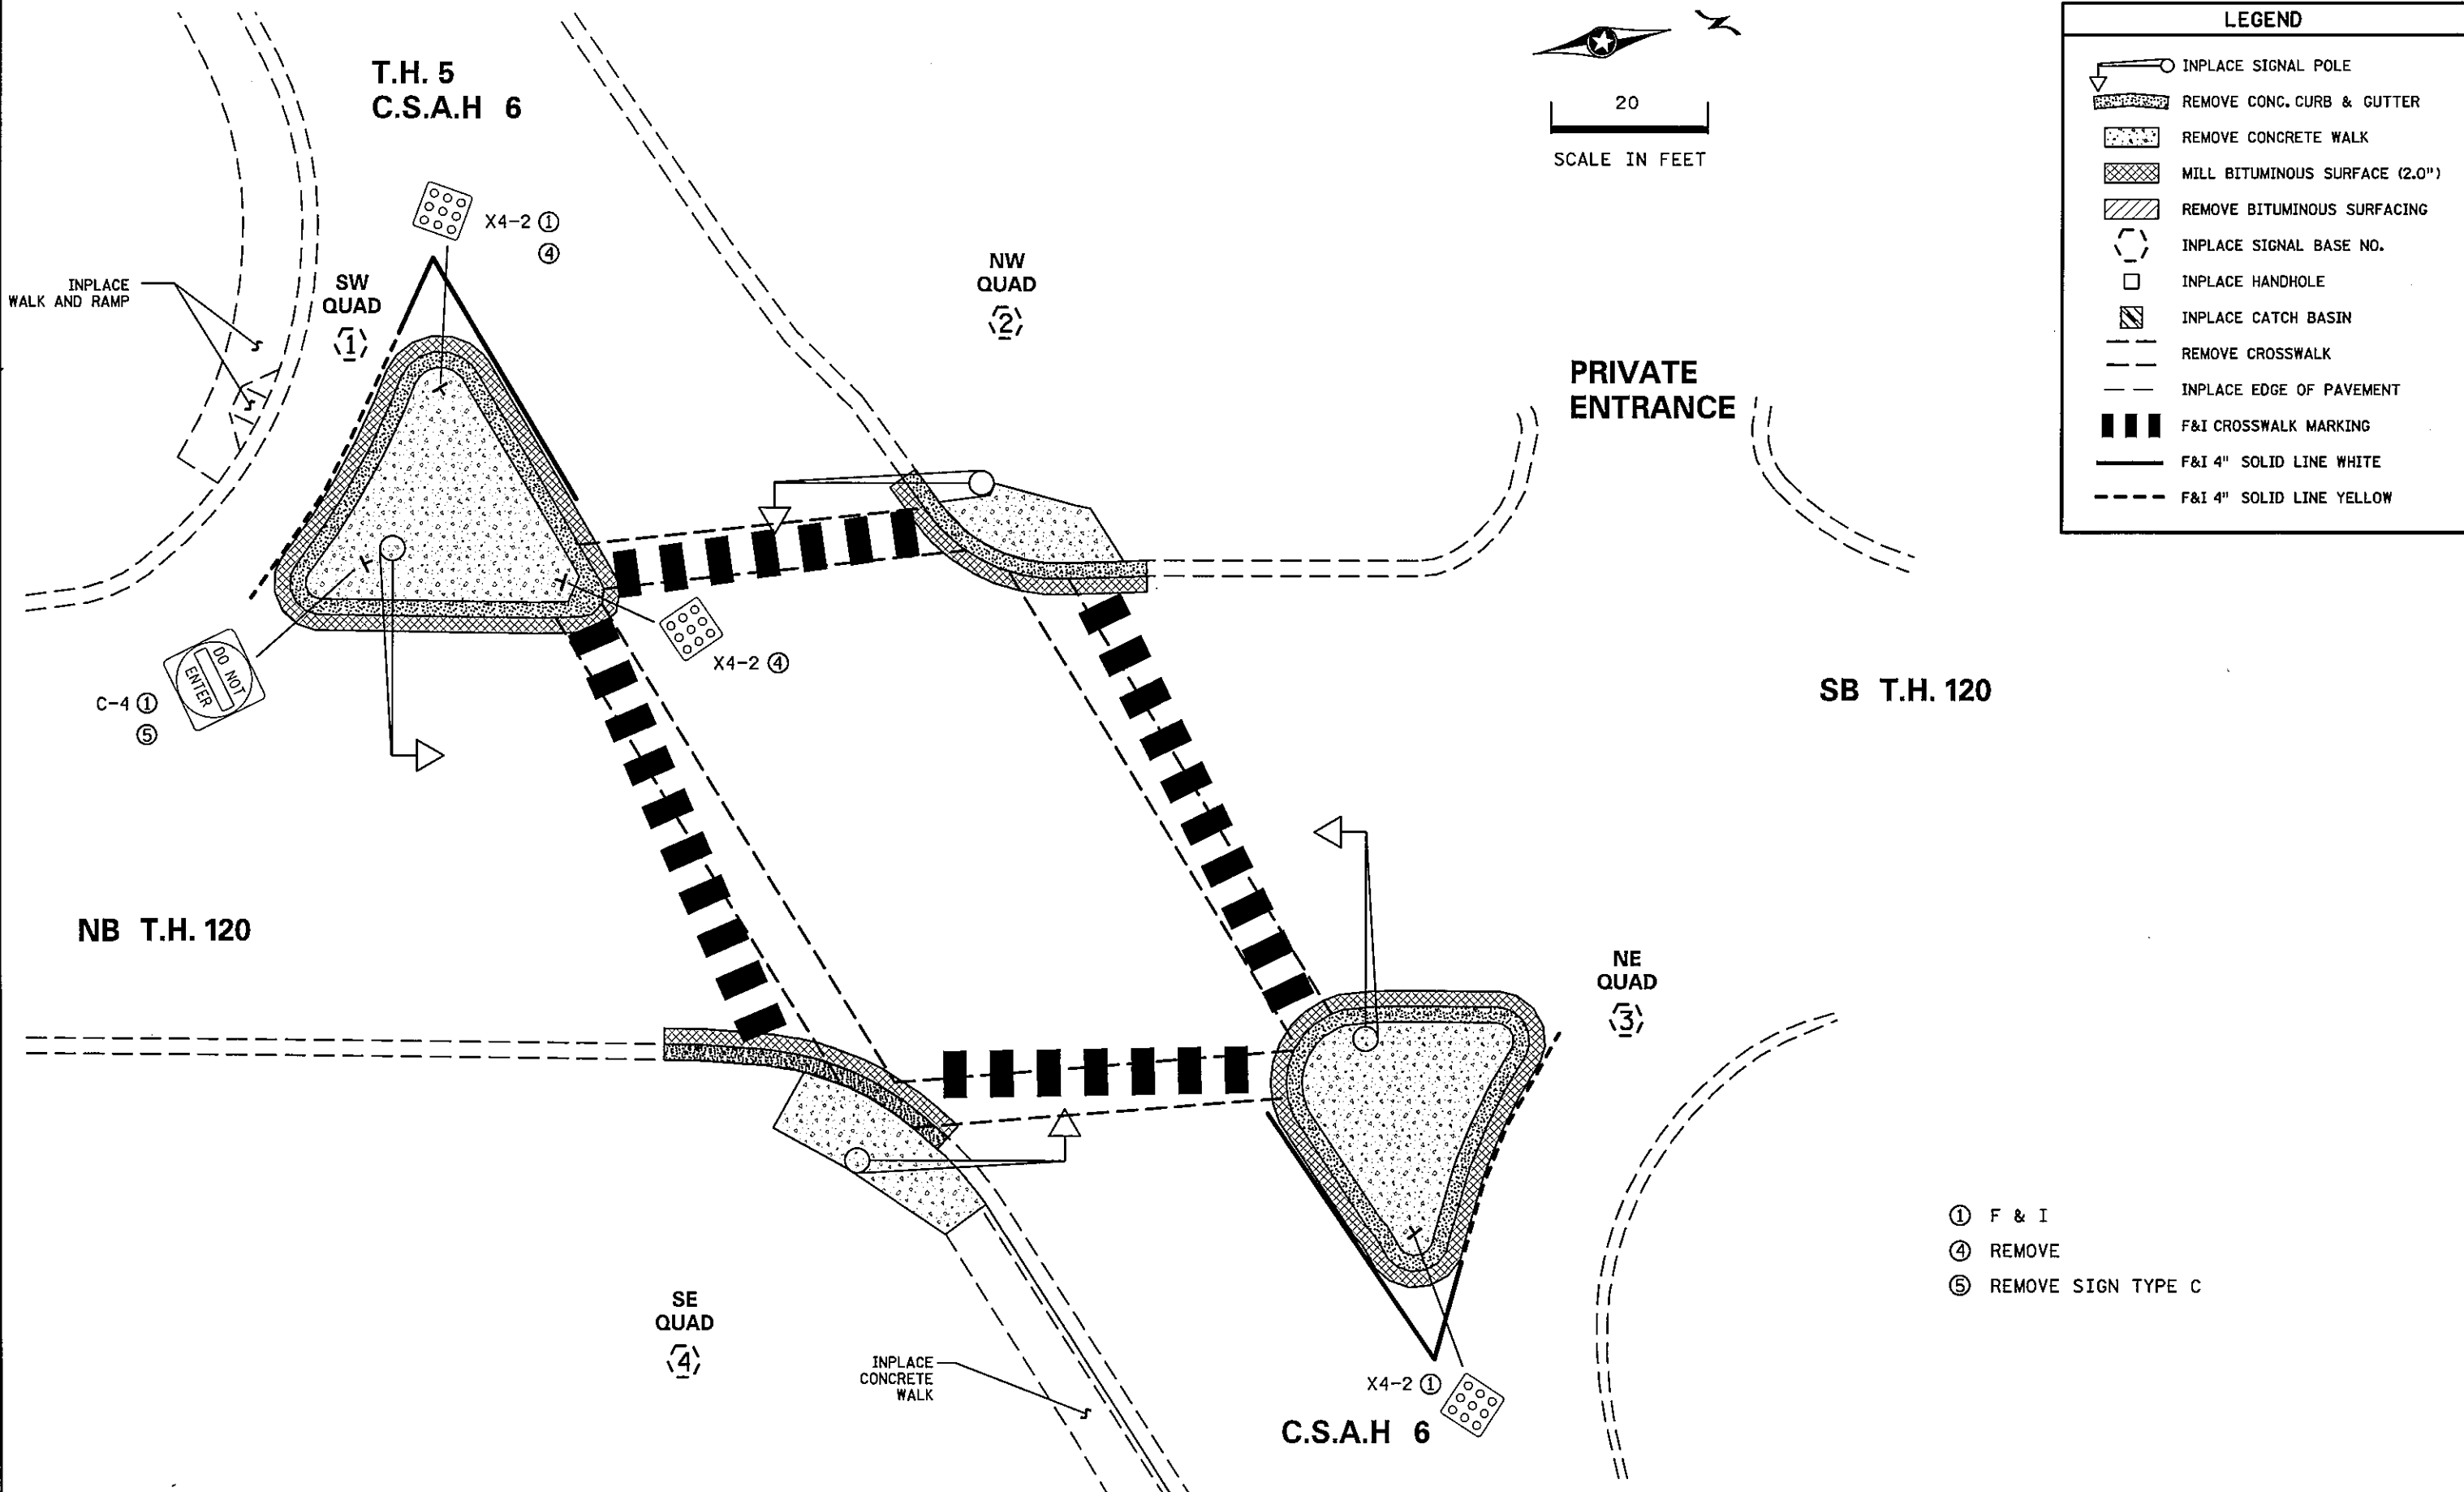 T.H. 5
C.S.A.H 6
X4-2 ①
④
INPLACE
WALK AND RAMP
SW
QUAD
1
NW
QUAD
2
20
SCALE IN FEET
PRIVATE
ENTRANCE
LEGEND
INPLACE SIGNAL POLE
REMOVE CONC. CURB & GUTTER
REMOVE CONCRETE WALK
MILL BITUMINOUS SURFACE (2.0")
REMOVE BITUMINOUS SURFACING
INPLACE SIGNAL BASE NO.
INPLACE HANDHOLE
INPLACE CATCH BASIN
REMOVE CROSSWALK
INPLACE EDGE OF PAVEMENT
F&I CROSSWALK MARKING
F&I 4" SOLID LINE WHITE
F&I 4" SOLID LINE YELLOW
DO NOT
ENTER
C-4 ①
⑤
X4-2 ④
SB T.H. 120
NB T.H. 120
NE
QUAD
3
SE
QUAD
4
INPLACE
CONCRETE
WALK
X4-2 ①
C.S.A.H 6
① F & I
④ REMOVE
⑤ REMOVE SIGN TYPE C